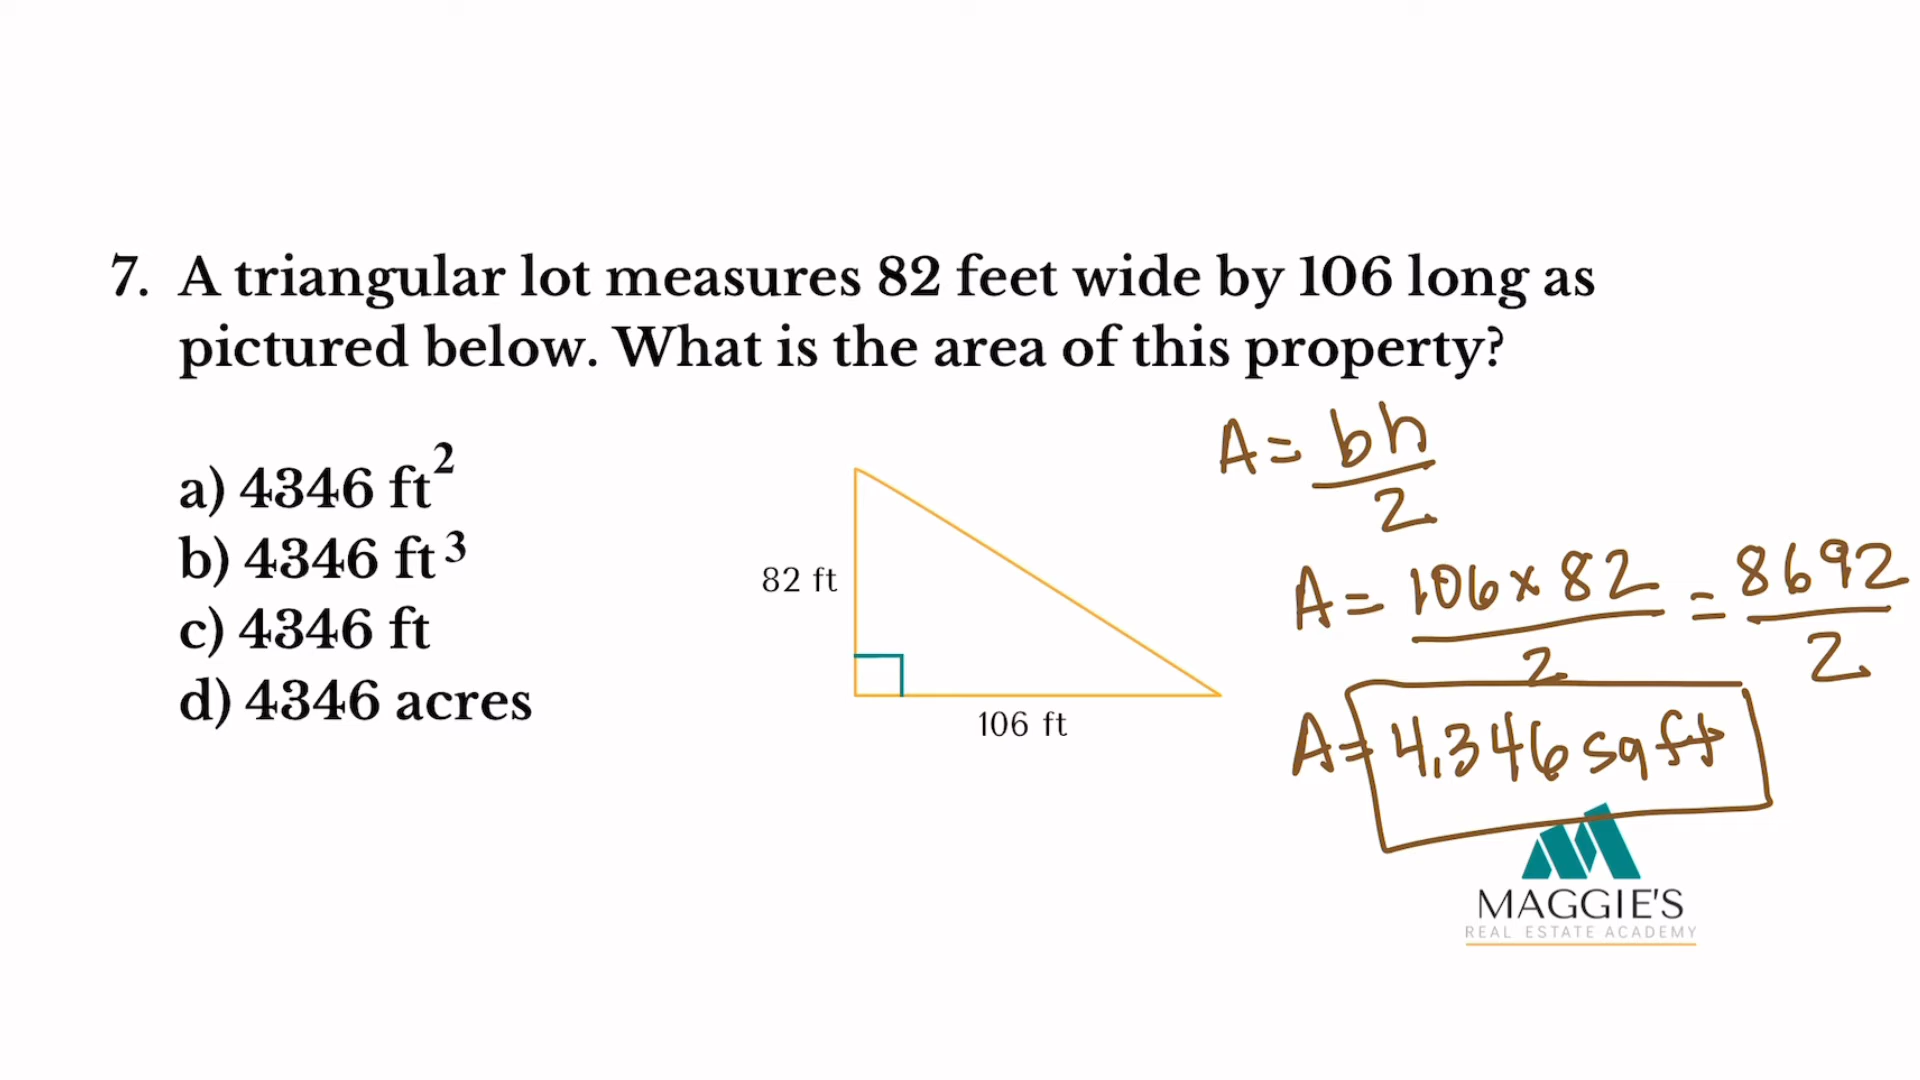 7. A triangular lot measures 82 feet wide by 106 long as
pictured below. What is the area of this property?
a) 4346 ft²
b) 4346 ft³
c) 4346 ft
d) 4346 acres
82 ft
106 ft
A = bh/2
A = 106 x 82/2 = 8692/2
A = 4,346 sq ft
MAGGIE'S
REAL ESTATE ACADEMY